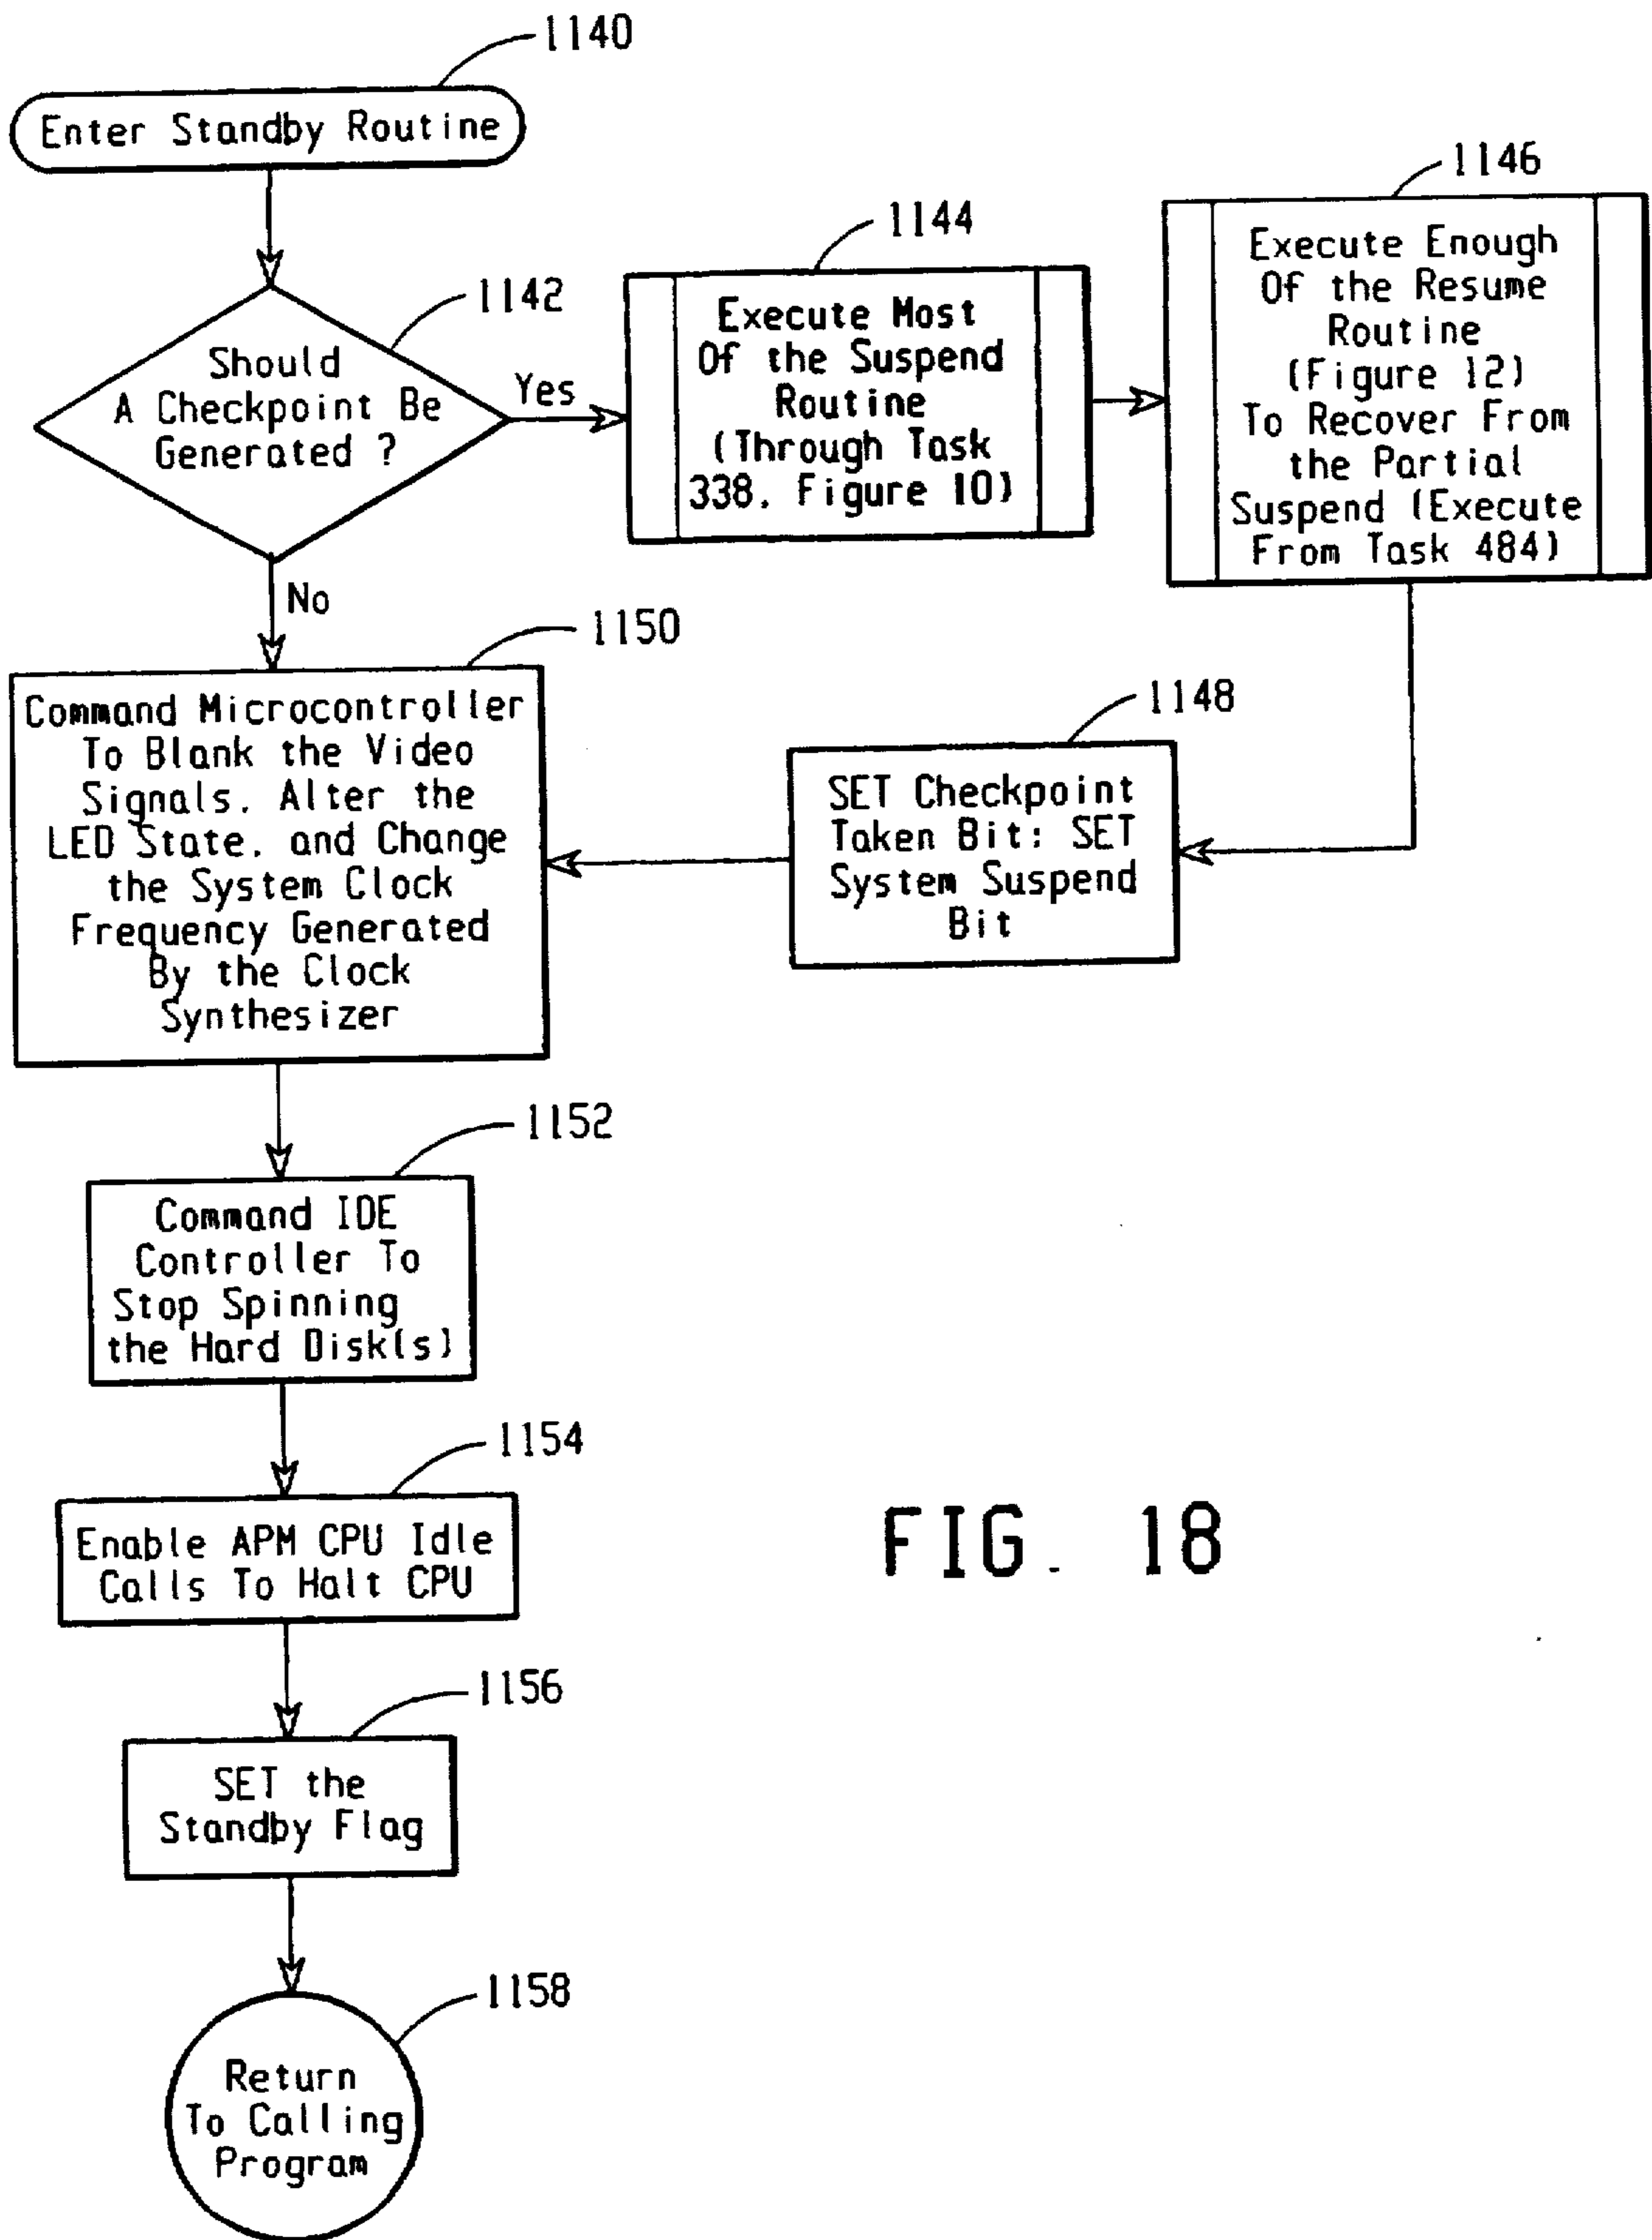 1140
Enter Standby Routine
1142
Should
A Checkpoint Be
Generated ?
Yes
No
1144
Execute Most
Of the Suspend
Routine
(Through Task
338. Figure 10)
1146
Execute Enough
Of the Resume
Routine
(Figure 12)
To Recover From
the Partial
Suspend (Execute
From Task 484)
1148
SET Checkpoint
Taken Bit: SET
System Suspend
Bit
1150
Command Microcontroller
To Blank the Video
Signals. Alter the
LED State. and Change
the System Clock
Frequency Generated
By the Clock
Synthesizer
1152
Command IDE
Controller To
Stop Spinning
the Hard Disk(s)
1154
Enable APM CPU Idle
Calls To Halt CPU
1156
SET the
Standby Flag
1158
Return
To Calling
Program
FIG. 18